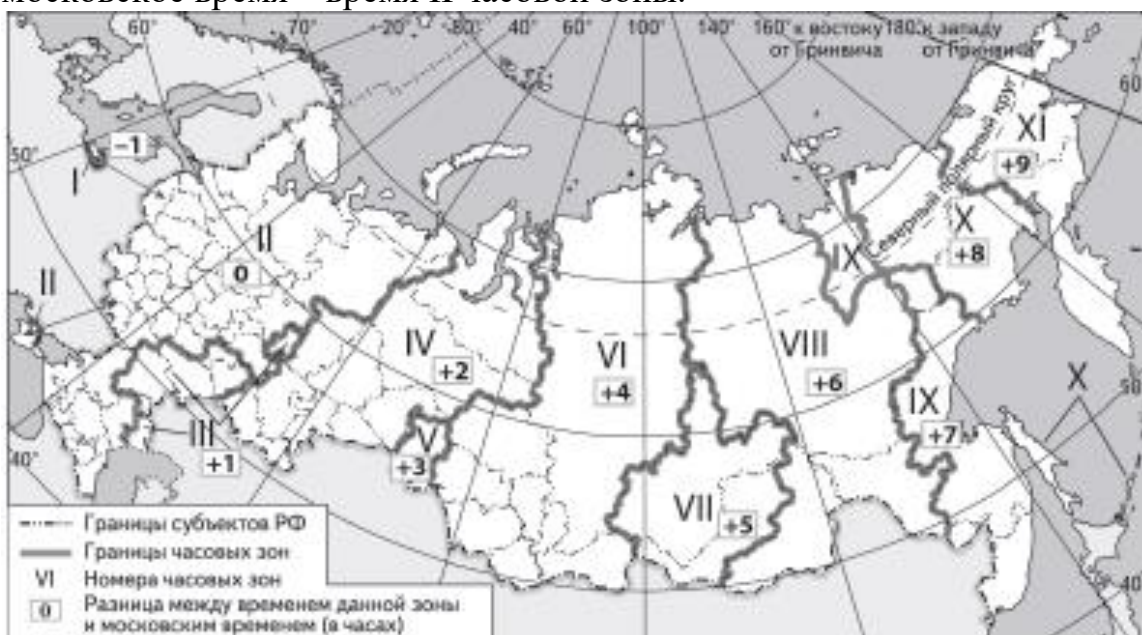 московское время – время II часовой зоны.
60° 70° 20° 40° 60° 100° 140° 160° к востоку от Гринвича 180° к западу от Гринвича
60°
Северный полярный круг
XI
+9
–1
50°
I
II
0
X
+8
IX
II
IV
+2
VI
+4
VIII
+6
X
50°
IX
+7
III
+1
V
+3
40°
VII
+5
40°
Границы субъектов РФ
Границы часовых зон
VI Номера часовых зон
0 Разница между временем данной зоны
и московским временем (в часах)